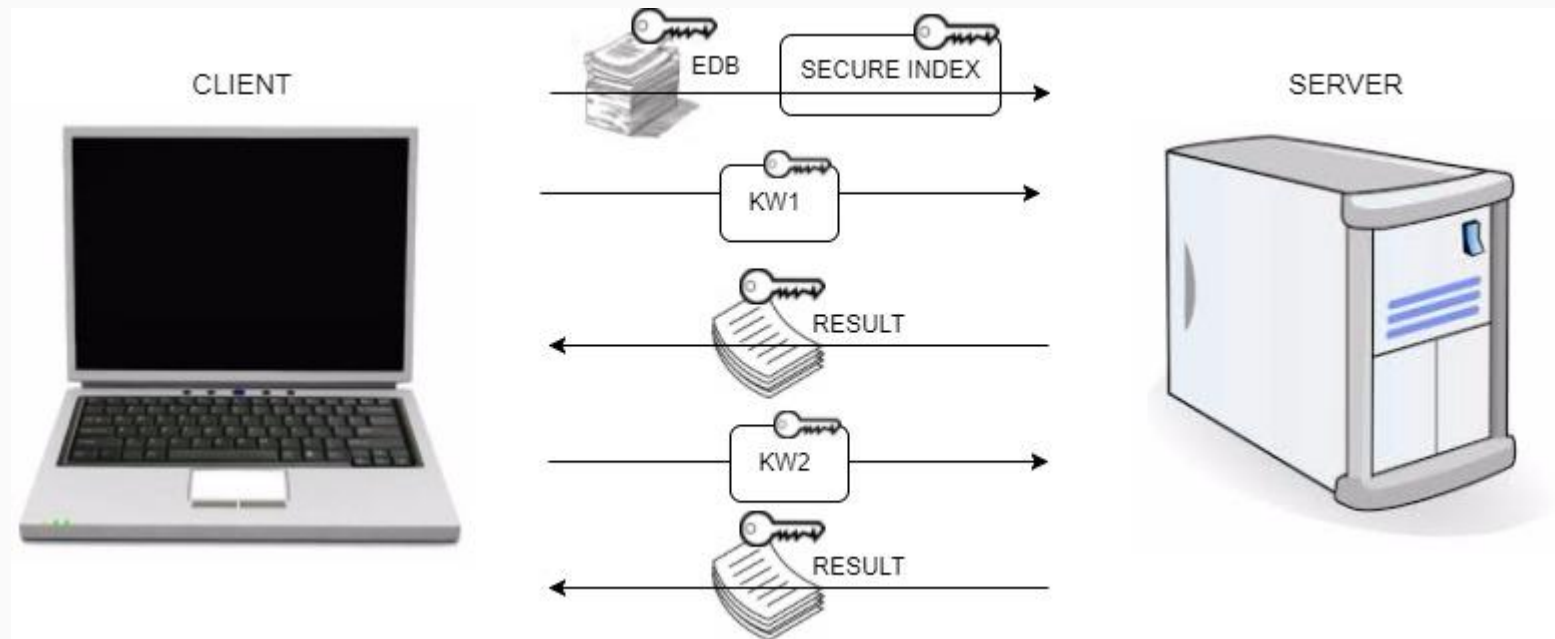 CLIENT
EDB
SECURE INDEX
SERVER
KW1
RESULT
KW2
RESULT